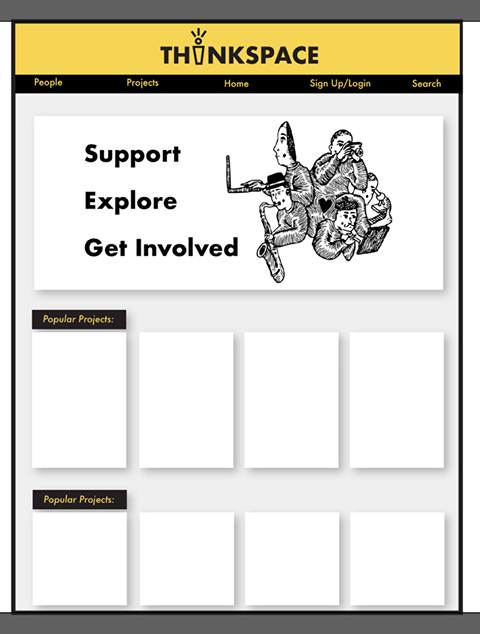 THINKSPACE
People Projects Home Sign Up/Login Search
Support
Explore
Get Involved
Popular Projects:
Popular Projects: